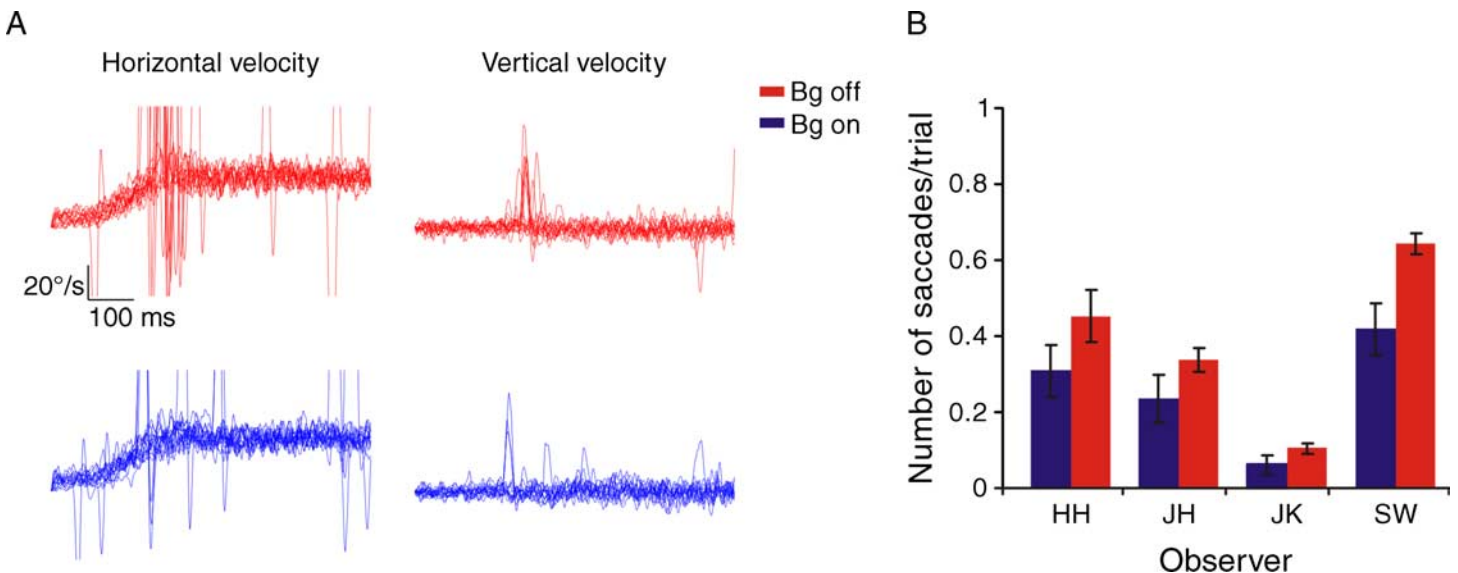 A
Horizontal velocity
Vertical velocity
20°/s
100 ms
Bg off
Bg on
B
Number of saccades/trial
1
0.8
0.6
0.4
0.2
0
HH JH JK SW
Observer